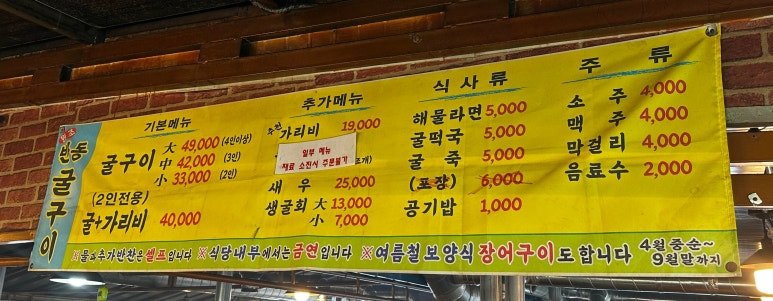 원조
반동
굴구이
기본메뉴
굴구이 大 49,000 (4인이상)
中 42,000 (3인)
小 33,000 (2인)
(2인전용)
굴+가리비 40,000
추가메뉴
가리비 19,000
일부 메뉴
재료 소진시 주문불가
새우 25,000
생굴회 大 13,000
小 7,000
식사류
해물라면 5,000
굴떡국 5,000
굴죽 5,000
(포장) 6,000
공기밥 1,000
주류
소주 4,000
맥주 4,000
막걸리 4,000
음료수 2,000
※물과 추가반찬은 셀프입니다 ※식당내부에서는 금연입니다 ※여름철 보양식 장어구이도합니다 4월중순~
9월말까지